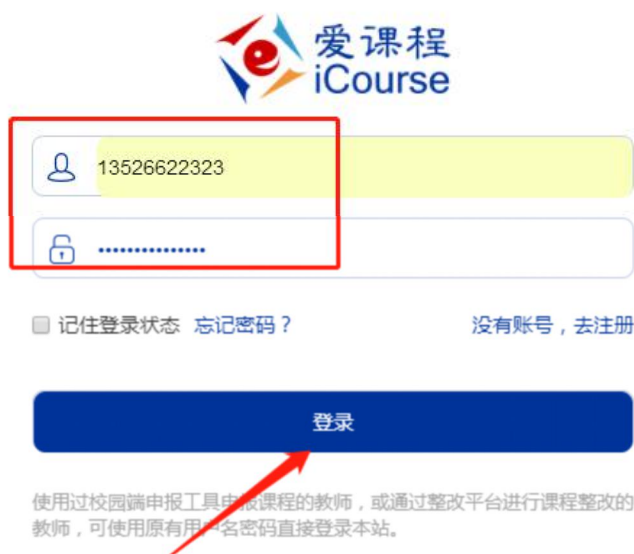 爱课程
iCourse
13526622323
记住登录状态 忘记密码？ 没有账号，去注册
登录
使用过校园端申报工具申报课程的教师，或通过整改平台进行课程整改的
教师，可使用原有用户名密码直接登录本站。